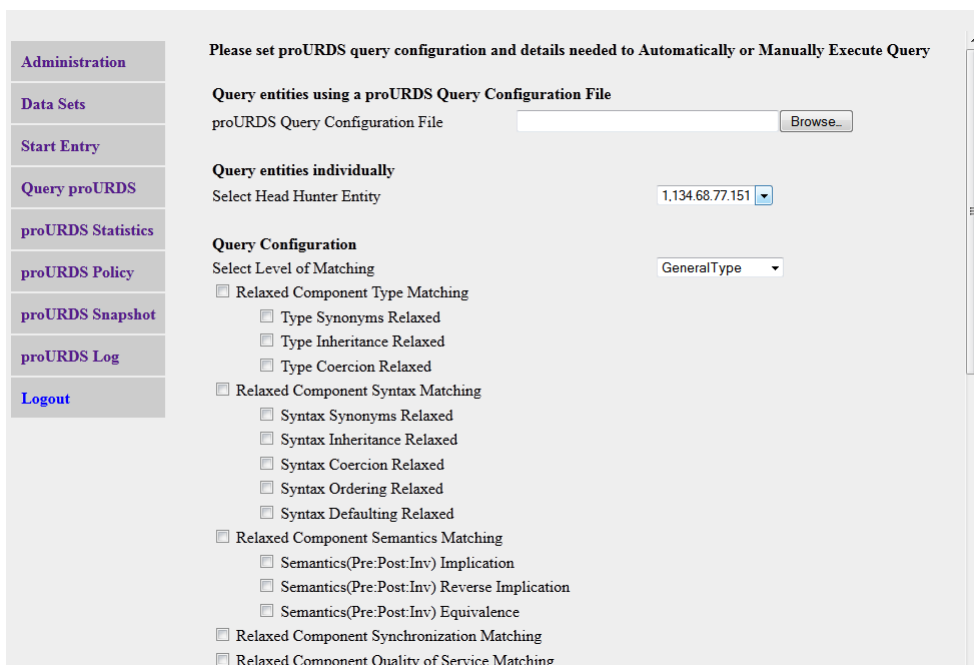 Administration
Data Sets
Start Entry
Query proURDS
proURDS Statistics
proURDS Policy
proURDS Snapshot
proURDS Log
Logout
Please set proURDS query configuration and details needed to Automatically or Manually Execute Query
Query entities using a proURDS Query Configuration File
proURDS Query Configuration File Browse...
Query entities individually
Select Head Hunter Entity 1,134.68.77.151
Query Configuration
Select Level of Matching GeneralType
Relaxed Component Type Matching
Type Synonyms Relaxed
Type Inheritance Relaxed
Type Coercion Relaxed
Relaxed Component Syntax Matching
Syntax Synonyms Relaxed
Syntax Inheritance Relaxed
Syntax Coercion Relaxed
Syntax Ordering Relaxed
Syntax Defaulting Relaxed
Relaxed Component Semantics Matching
Semantics(Pre:Post:Inv) Implication
Semantics(Pre:Post:Inv) Reverse Implication
Semantics(Pre:Post:Inv) Equivalence
Relaxed Component Synchronization Matching
Relaxed Component Quality of Service Matching